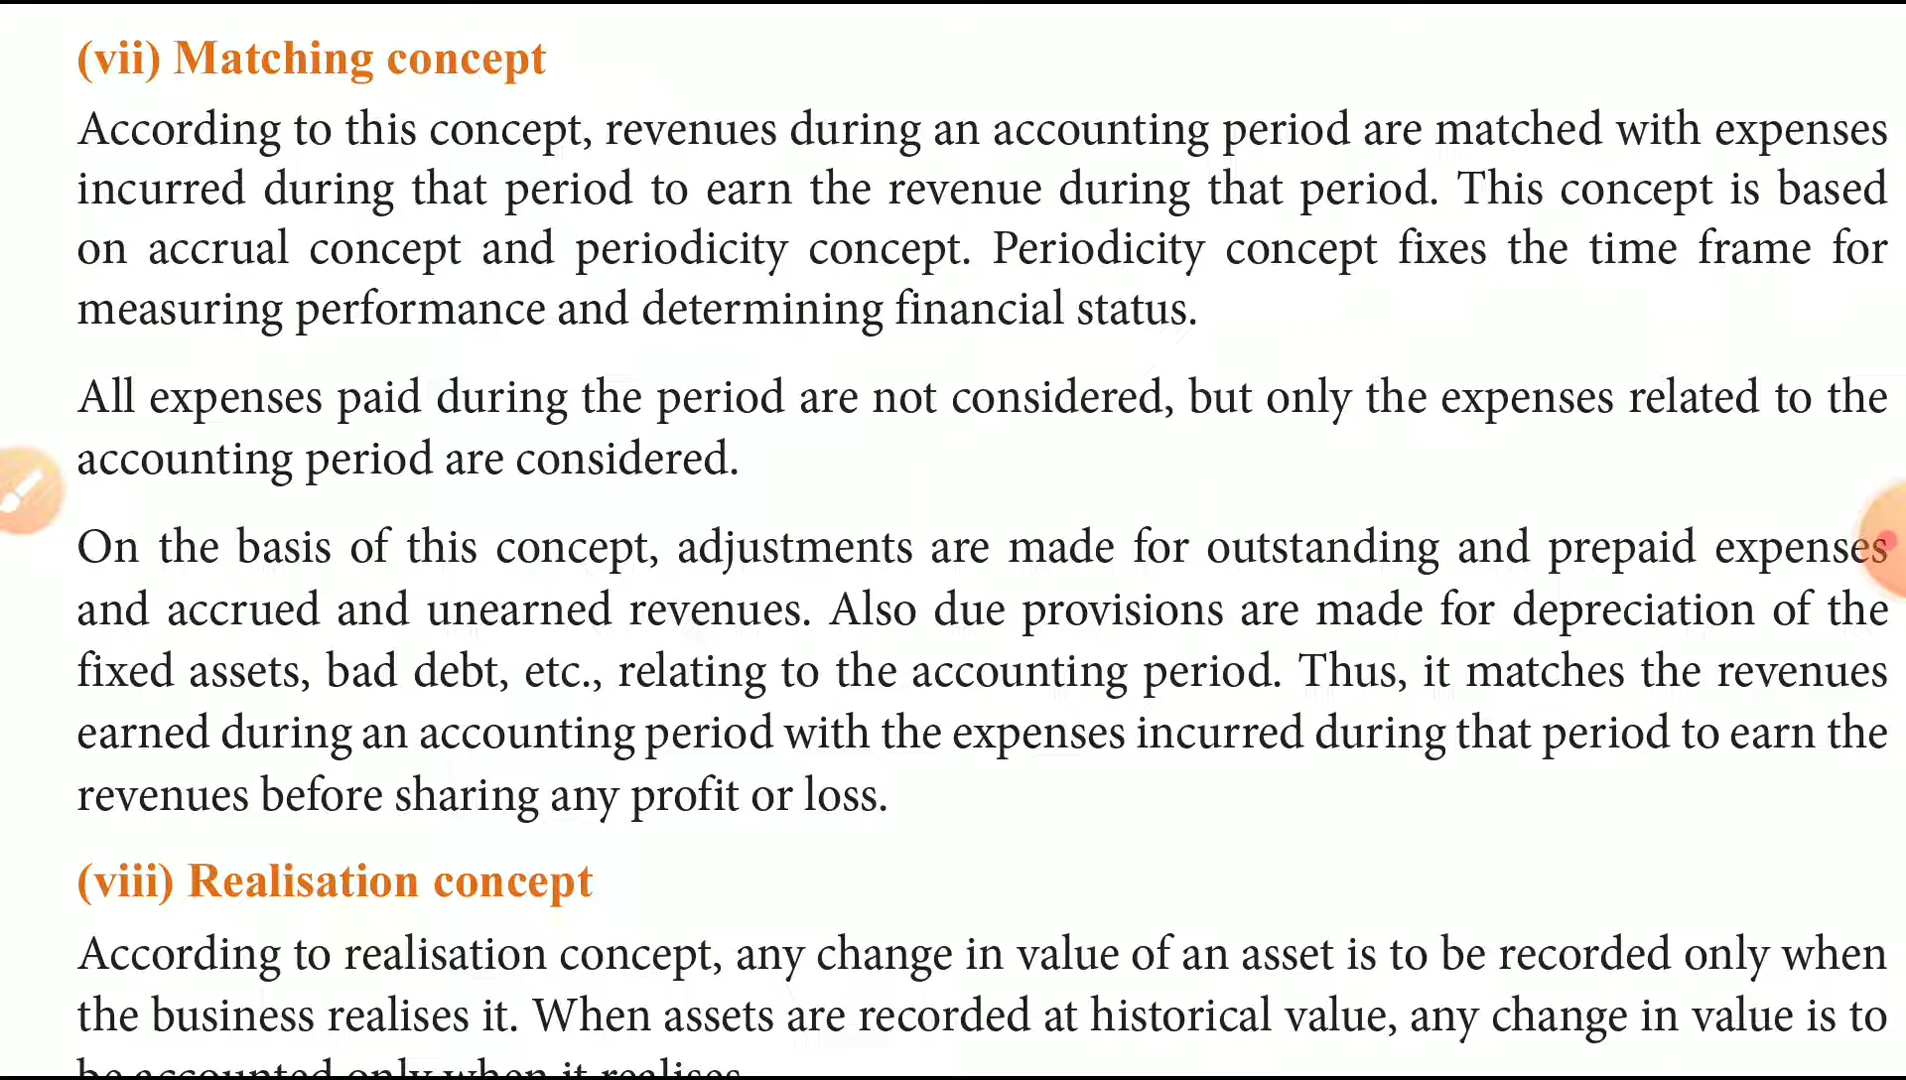 (vii) Matching concept
According to this concept, revenues during an accounting period are matched with expenses
incurred during that period to earn the revenue during that period. This concept is based
on accrual concept and periodicity concept. Periodicity concept fixes the time frame for
measuring performance and determining financial status.
All expenses paid during the period are not considered, but only the expenses related to the
accounting period are considered.
On the basis of this concept, adjustments are made for outstanding and prepaid expenses
and accrued and unearned revenues. Also due provisions are made for depreciation of the
fixed assets, bad debt, etc., relating to the accounting period. Thus, it matches the revenues
earned during an accounting period with the expenses incurred during that period to earn the
revenues before sharing any profit or loss.
(viii) Realisation concept
According to realisation concept, any change in value of an asset is to be recorded only when
the business realises it. When assets are recorded at historical value, any change in value is to
be accounted only when it realises.